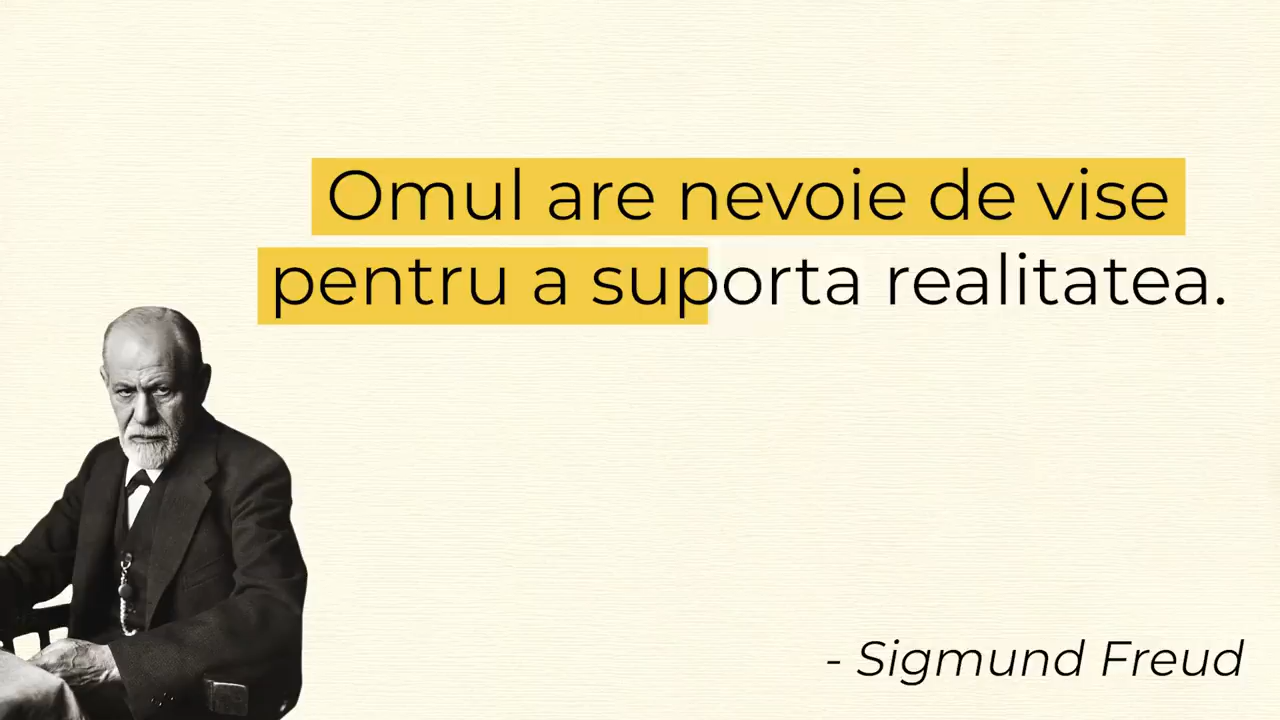 Omul are nevoie de vise
pentru a suporta realitatea.
- Sigmund Freud